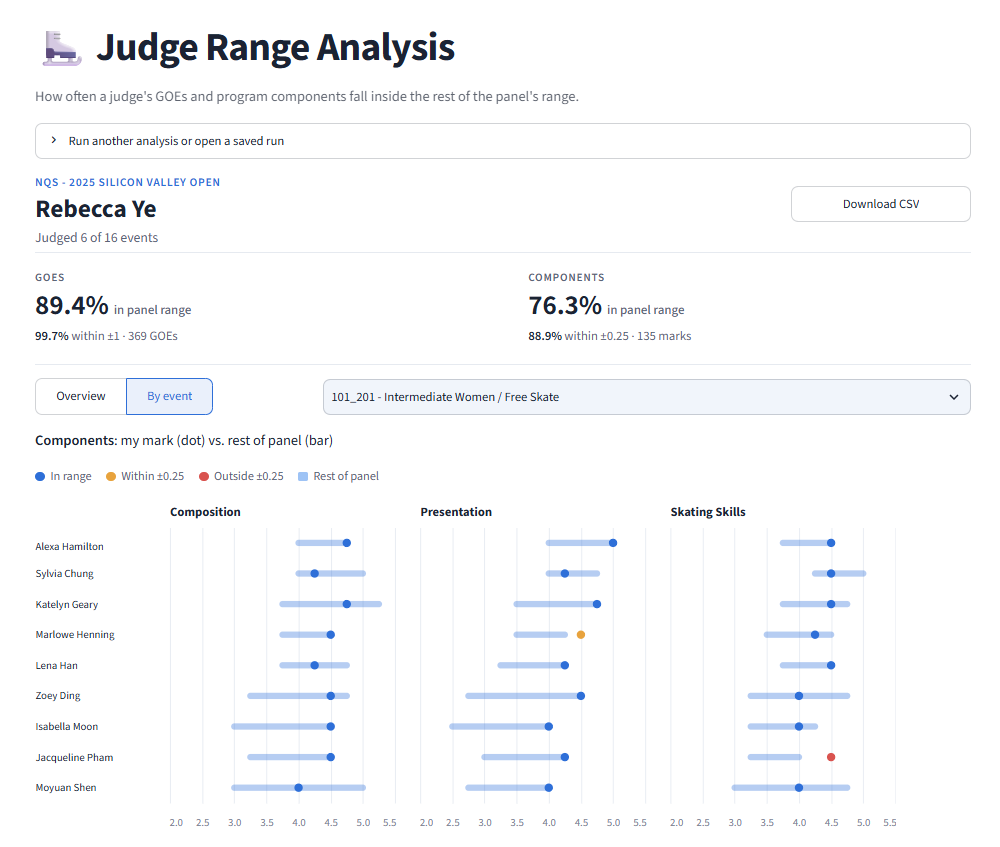 Judge Range Analysis
How often a judge's GOEs and program components fall inside the rest of the panel's range.
Run another analysis or open a saved run
NQS - 2025 SILICON VALLEY OPEN
Rebecca Ye
Download CSV
Judged 6 of 16 events
GOES
COMPONENTS
89.4% in panel range
76.3% in panel range
99.7% within ±1 · 369 GOEs
88.9% within ±0.25 · 135 marks
Overview
By event
101_201 - Intermediate Women / Free Skate
Components: my mark (dot) vs. rest of panel (bar)
In range
Within ±0.25
Outside ±0.25
Rest of panel
Composition
Presentation
Skating Skills
Alexa Hamilton
Sylvia Chung
Katelyn Geary
Marlowe Henning
Lena Han
Zoey Ding
Isabella Moon
Jacqueline Pham
Moyuan Shen
2.0 2.5 3.0 3.5 4.0 4.5 5.0 5.5
2.0 2.5 3.0 3.5 4.0 4.5 5.0 5.5
2.0 2.5 3.0 3.5 4.0 4.5 5.0 5.5